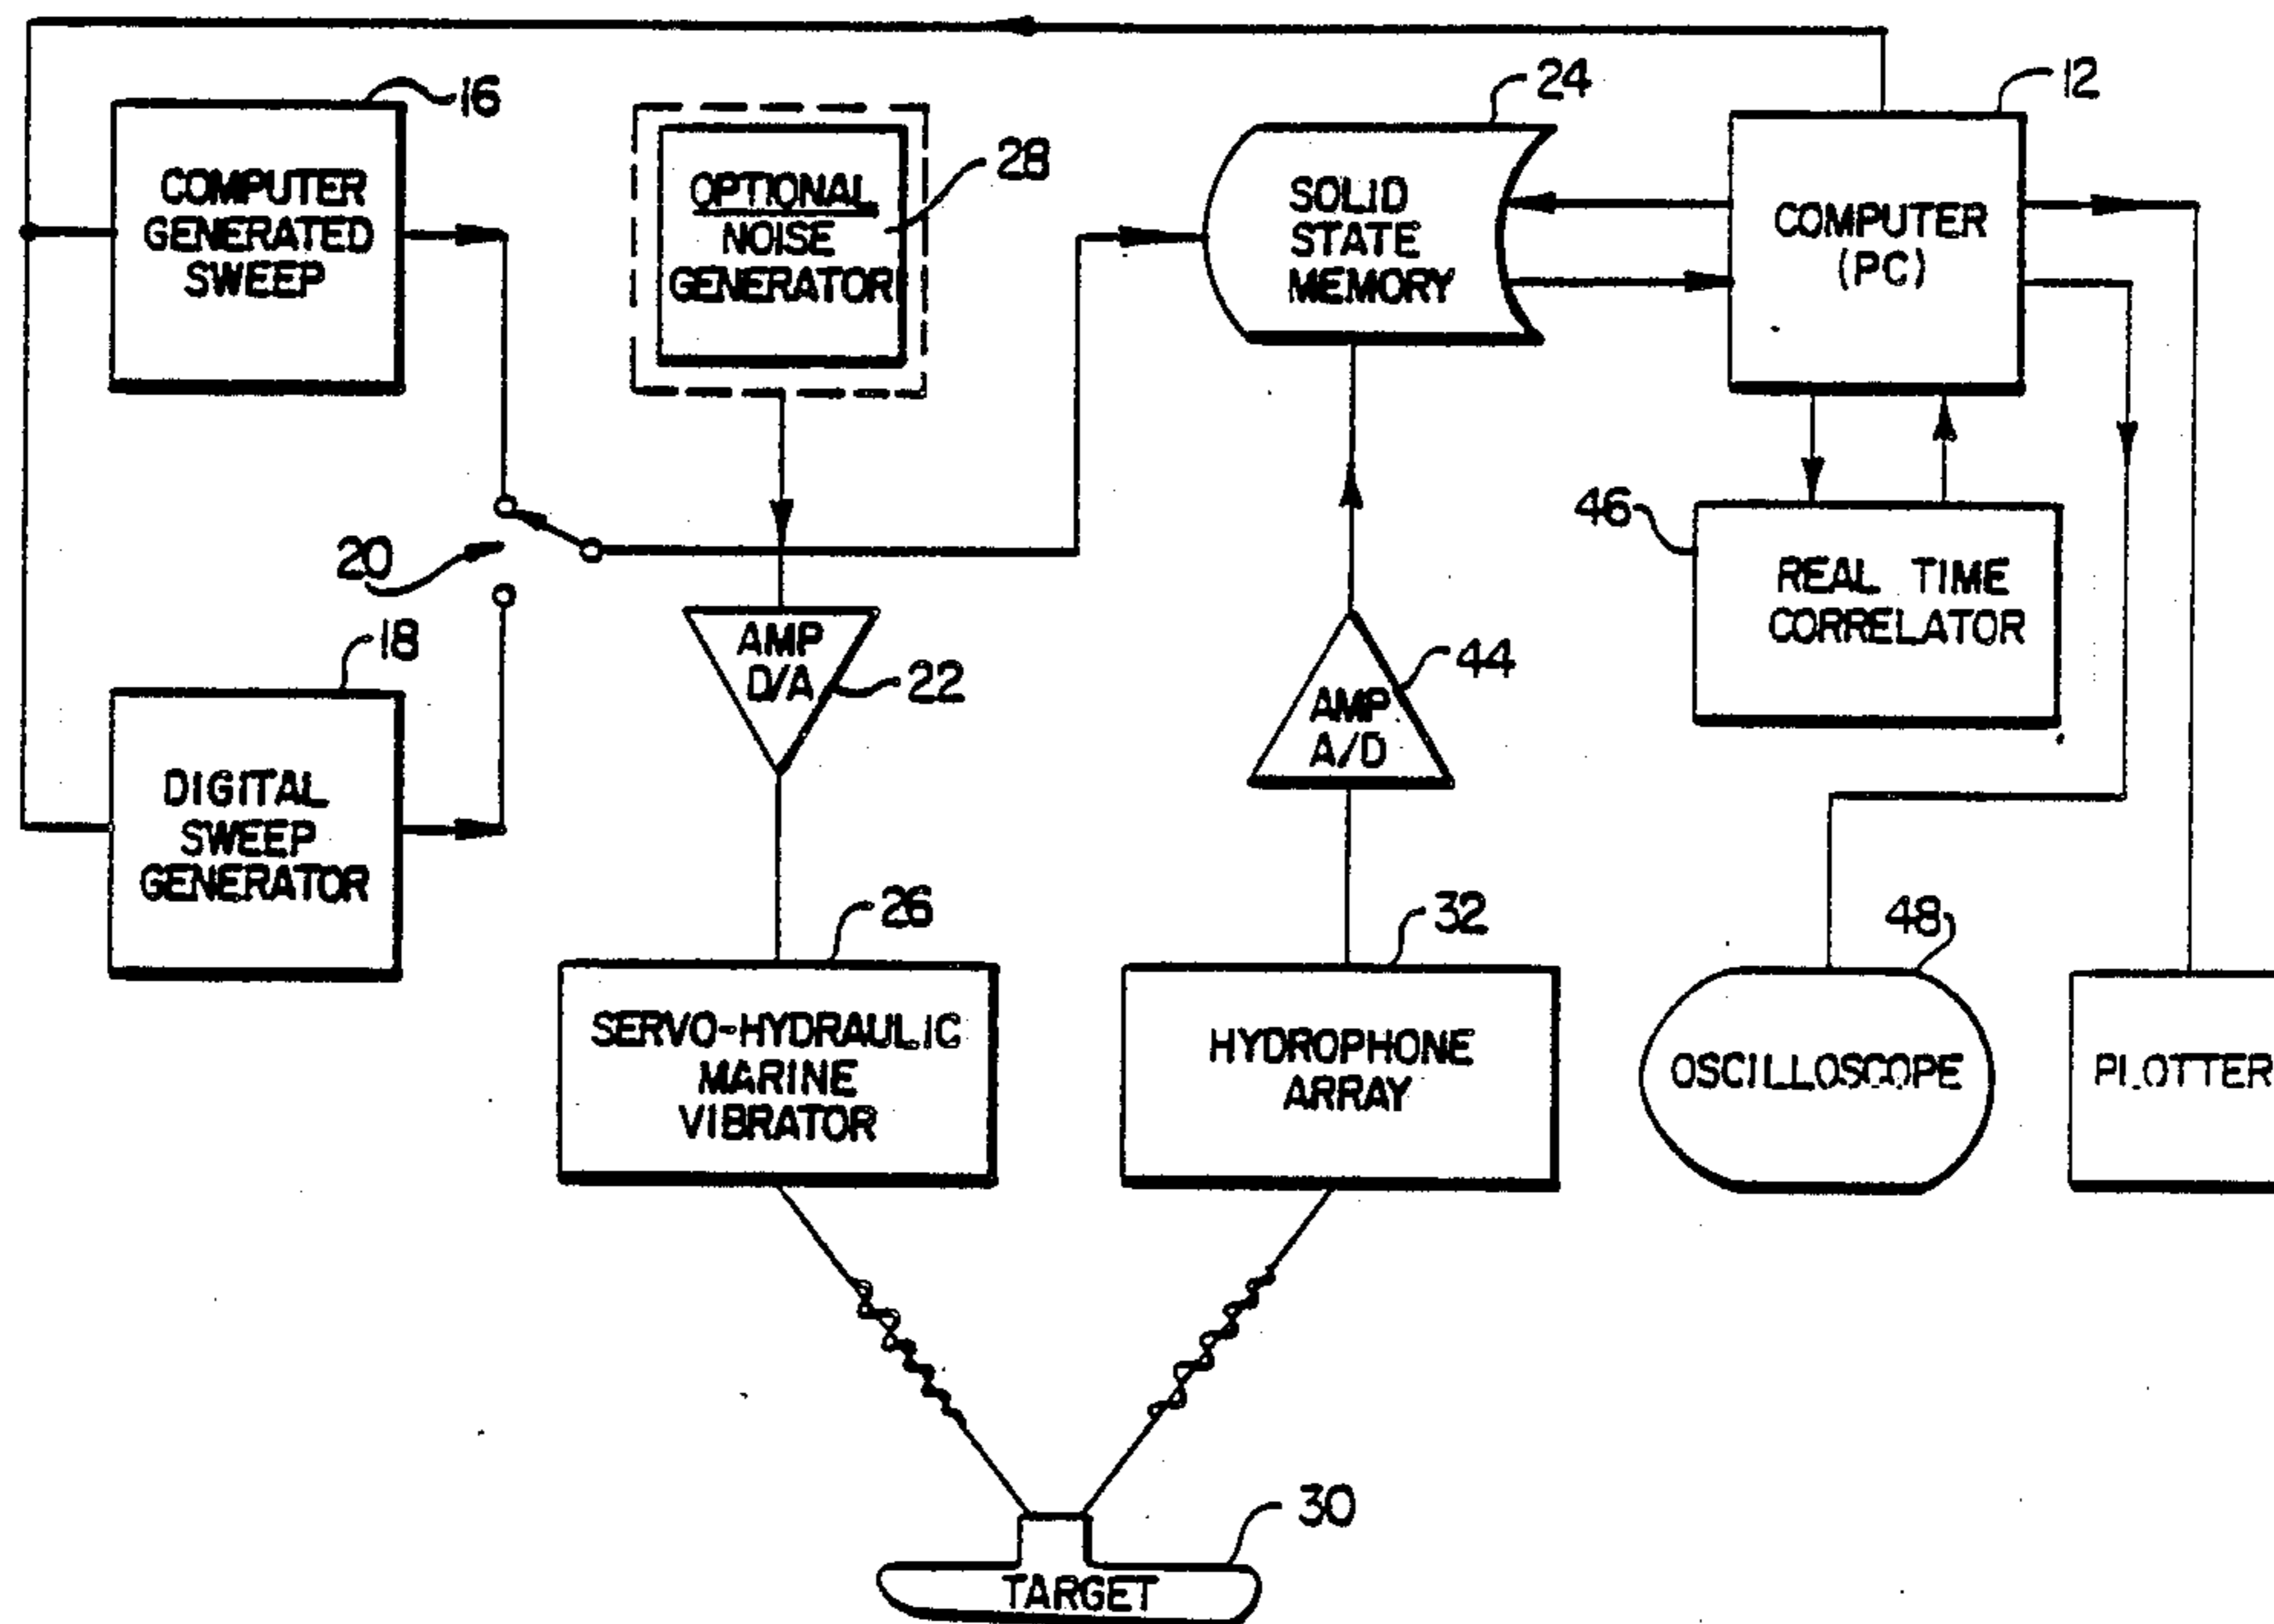 16
COMPUTER
GENERATED
SWEEP
OPTIONAL
NOISE
GENERATOR
28
24
SOLID
STATE
MEMORY
12
COMPUTER
(PC)
20
18
DIGITAL
SWEEP
GENERATOR
AMP
D/A
22
44
AMP
A/D
46
REAL TIME
CORRELATOR
26
SERVO-HYDRAULIC
MARINE
VIBRATOR
32
HYDROPHONE
ARRAY
48
OSCILLOSCOPE
PLOTTER
30
TARGET